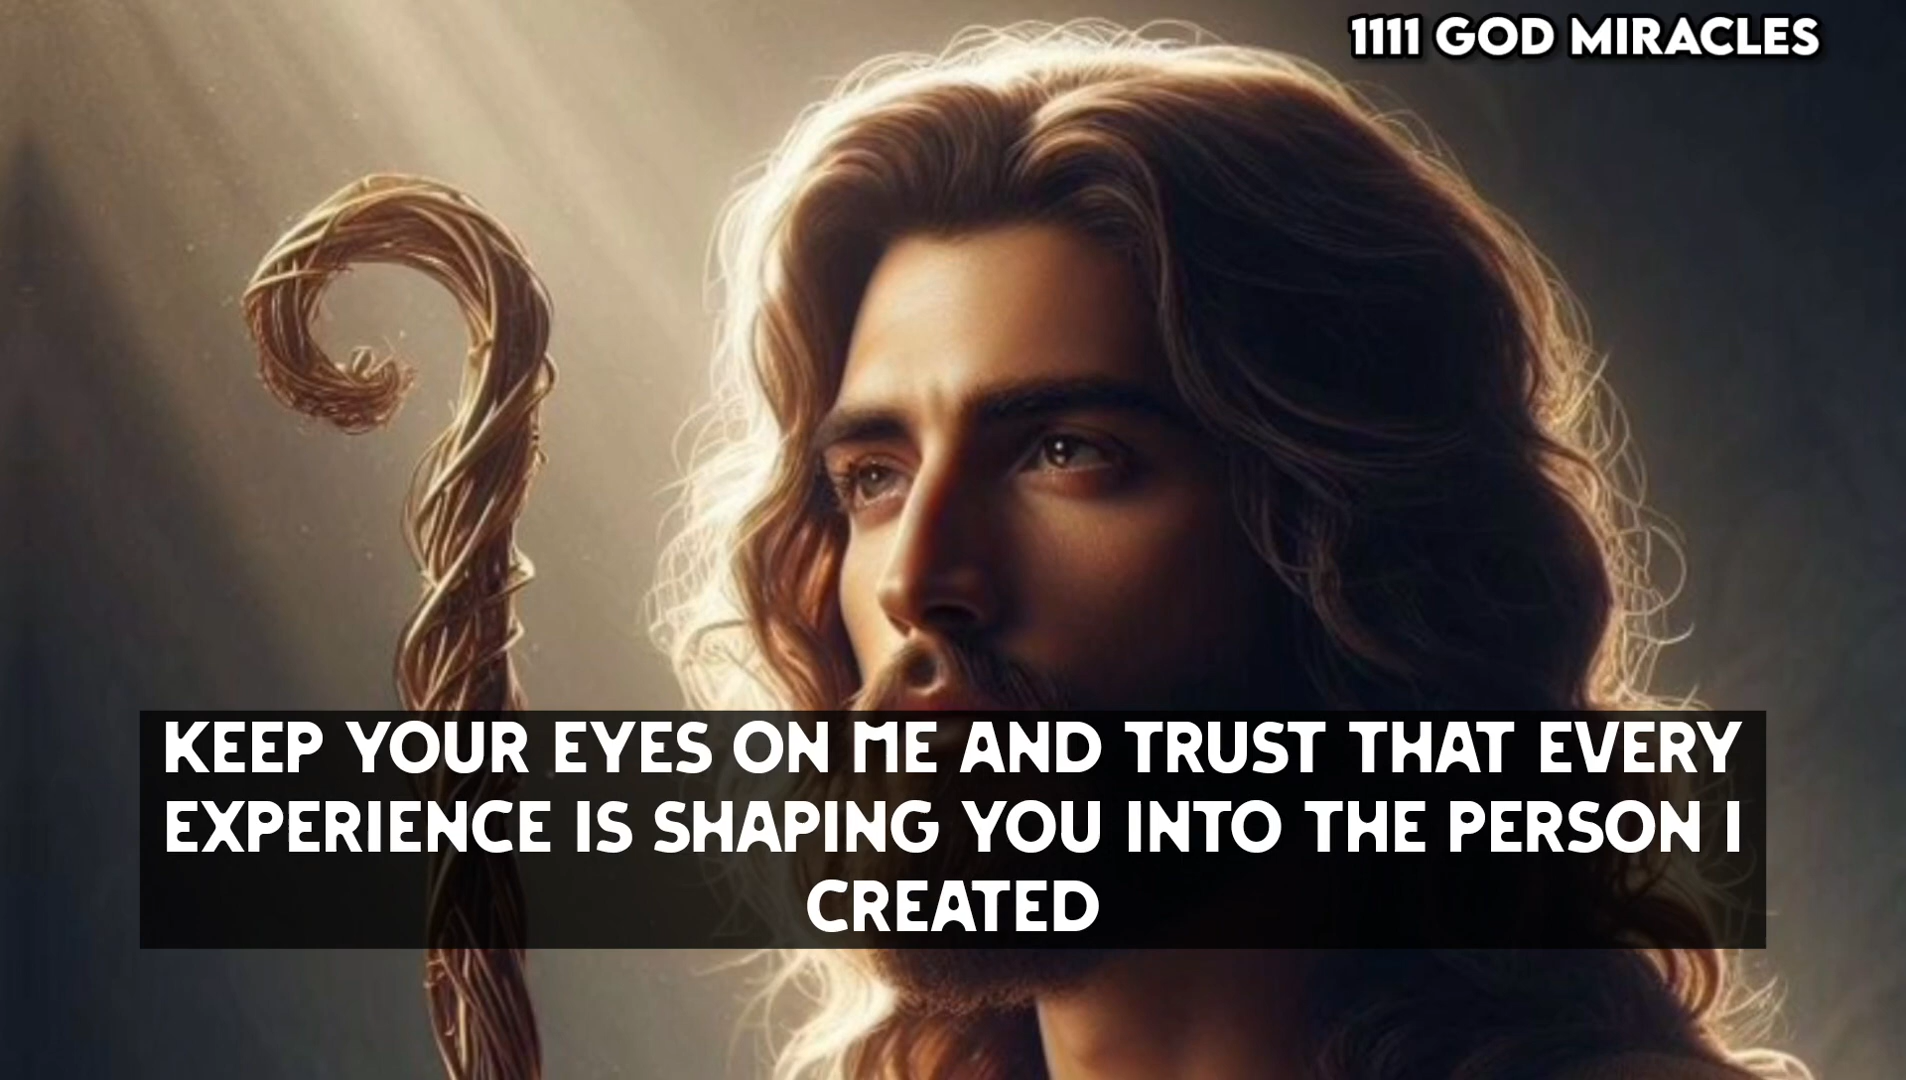 1111 GOD MIRACLES
KEEP YOUR EYES ON ME AND TRUST THAT EVERY
EXPERIENCE IS SHAPING YOU INTO THE PERSON I
CREATED